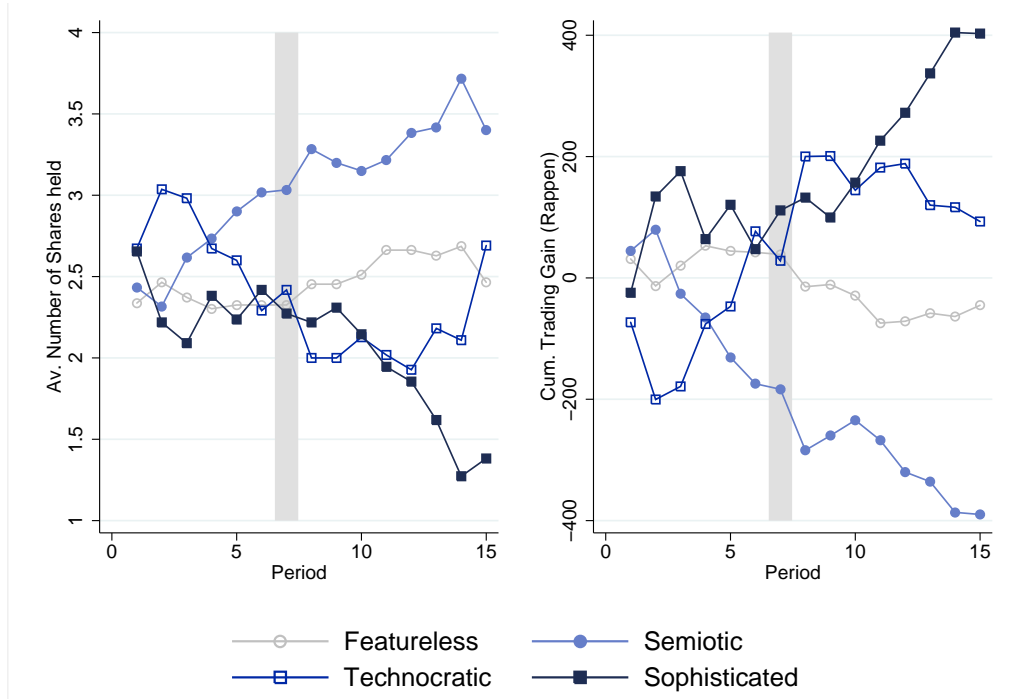 Av. Number of Shares held
4
3.5
3
2.5
2
1.5
1
0 5 10 15
Period
Cum. Trading Gain (Rappen)
400
200
0
−200
−400
0 5 10 15
Period
Featureless
Semiotic
Technocratic
Sophisticated